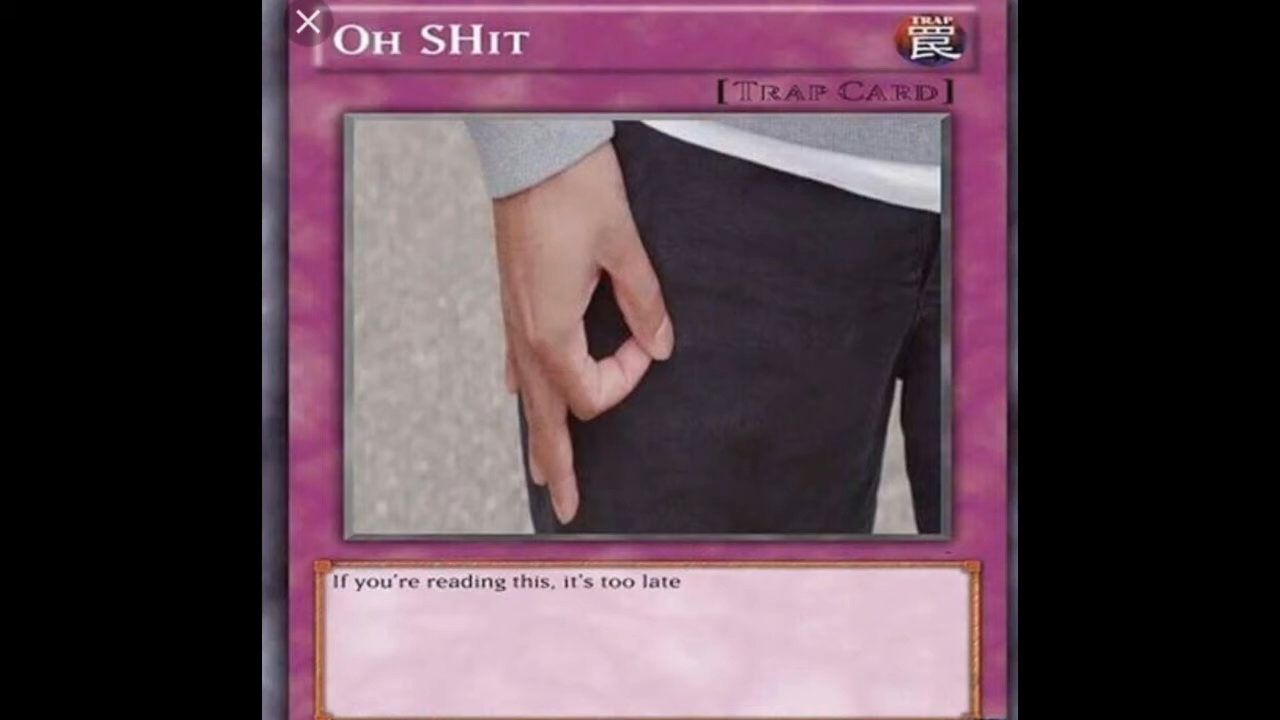 Oh SHit
TRAP
罠
[TRAP CARD]
If you're reading this, it's too late